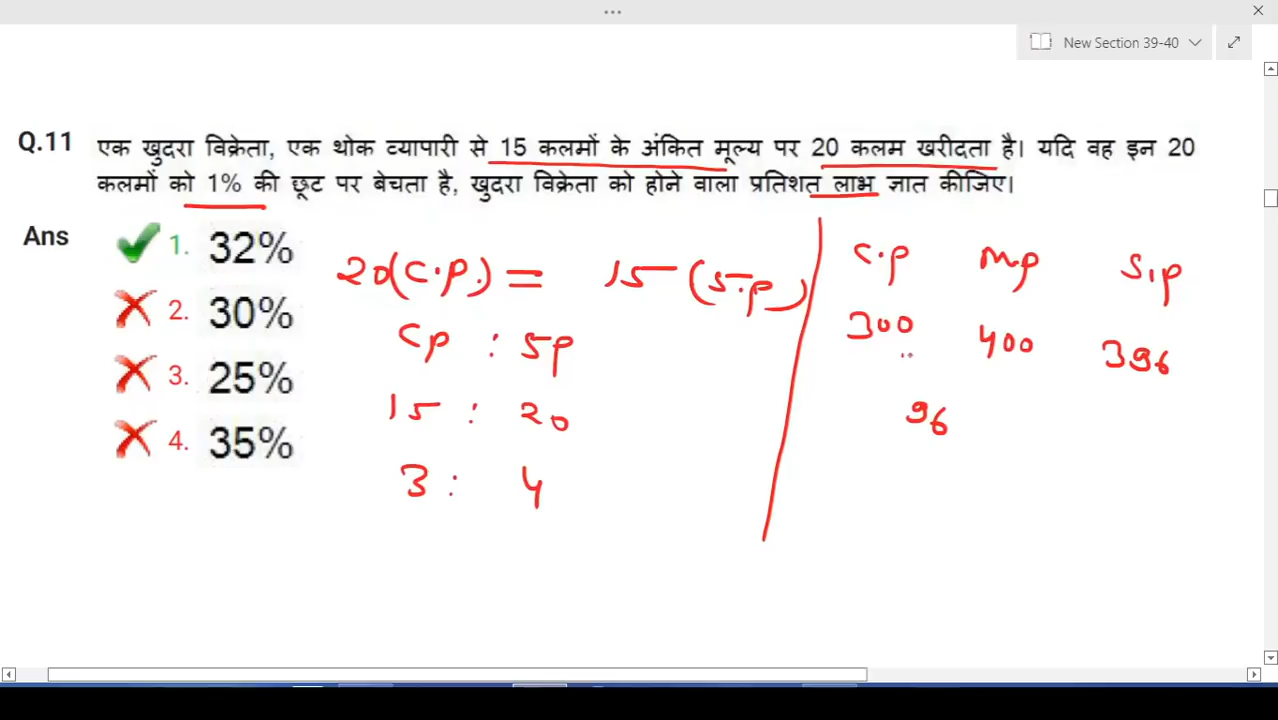 New Section 39-40
Q.11 एक खुदरा विक्रेता, एक थोक व्यापारी से 15 कलमों के अंकित मूल्य पर 20 कलम खरीदता है। यदि वह इन 20
कलमों को 1% की छूट पर बेचता है, खुदरा विक्रेता को होने वाला प्रतिशत लाभ ज्ञात कीजिए।
Ans
1. 32%
2. 30%
3. 25%
4. 35%
20(C.P.) = 15(S.P)
CP : SP
15 : 20
3 : 4
C.P M.P S.P
300 400 396
96